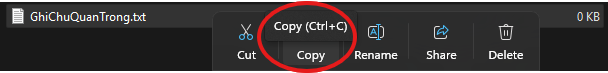 GhiChuQuanTrong.txt 0 KB
Copy (Ctrl+C)
Cut Copy Rename Share Delete